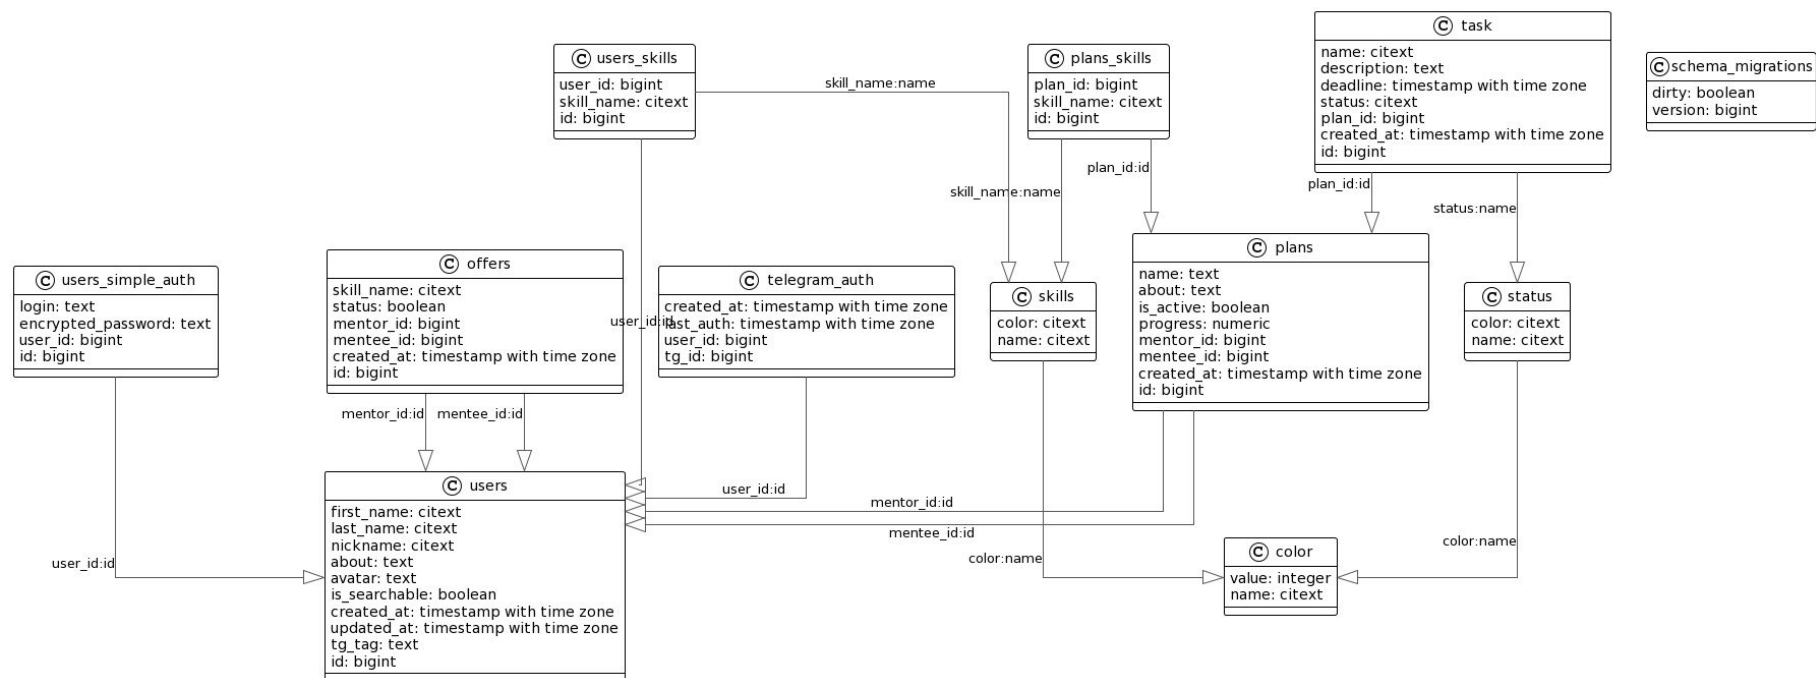 C users_skills
user_id: bigint
skill_name: citext
id: bigint
C plans_skills
plan_id: bigint
skill_name: citext
id: bigint
C task
name: citext
description: text
deadline: timestamp with time zone
status: citext
plan_id: bigint
created_at: timestamp with time zone
id: bigint
C schema_migrations
dirty: boolean
version: bigint
skill_name:name
skill_name:name
plan_id:id
plan_id:id
status:name
C users_simple_auth
login: text
encrypted_password: text
user_id: bigint
id: bigint
C offers
skill_name: citext
status: boolean
mentor_id: bigint
mentee_id: bigint
created_at: timestamp with time zone
id: bigint
user_id:id
C telegram_auth
created_at: timestamp with time zone
last_auth: timestamp with time zone
user_id: bigint
tg_id: bigint
C skills
color: citext
name: citext
C plans
name: text
about: text
is_active: boolean
progress: numeric
mentor_id: bigint
mentee_id: bigint
created_at: timestamp with time zone
id: bigint
C status
color: citext
name: citext
mentor_id:id
mentee_id:id
user_id:id
mentor_id:id
mentee_id:id
user_id:id
C users
first_name: citext
last_name: citext
nickname: citext
about: text
avatar: text
is_searchable: boolean
created_at: timestamp with time zone
updated_at: timestamp with time zone
tg_tag: text
id: bigint
color:name
C color
value: integer
name: citext
color:name